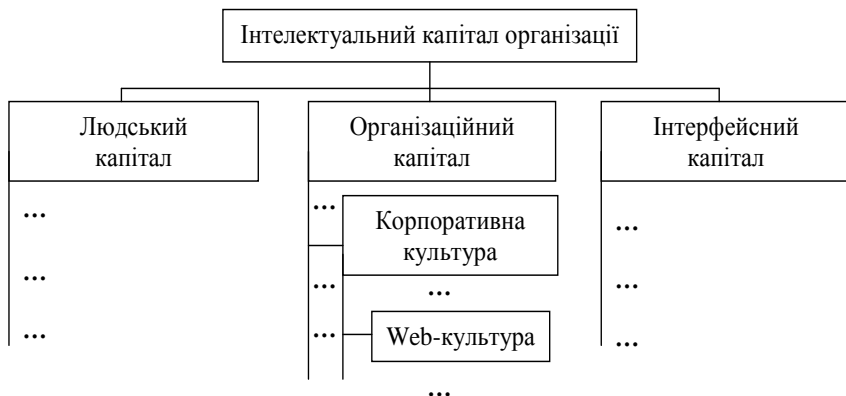 Інтелектуальний капітал організації
Людський
капітал
Організаційний
капітал
Інтерфейсний
капітал
...
...
...
...
Корпоративна
культура
...
...
...
Web-культура
...
...
...
...